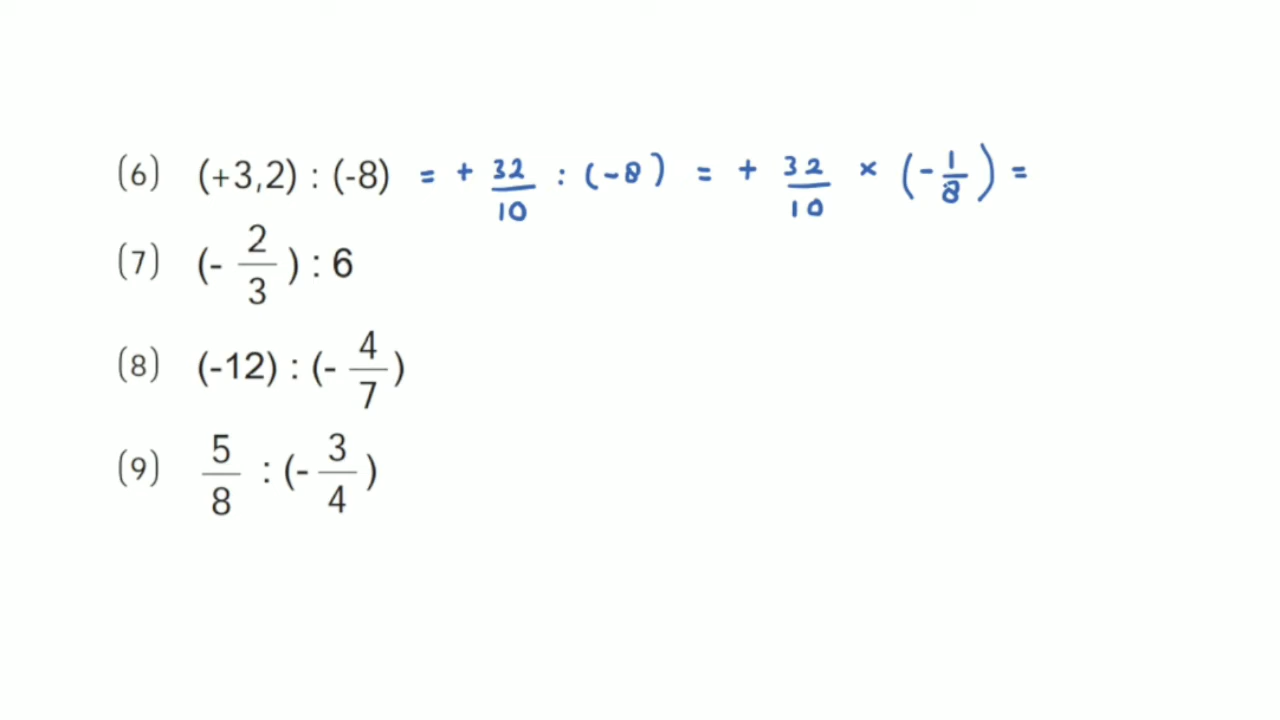 (6) (+3,2) : (-8) = + 32/10 : (-8) = + 32/10 × (-1/8) =
(7) (- 2/3) : 6
(8) (-12) : (- 4/7)
(9) 5/8 : (- 3/4)